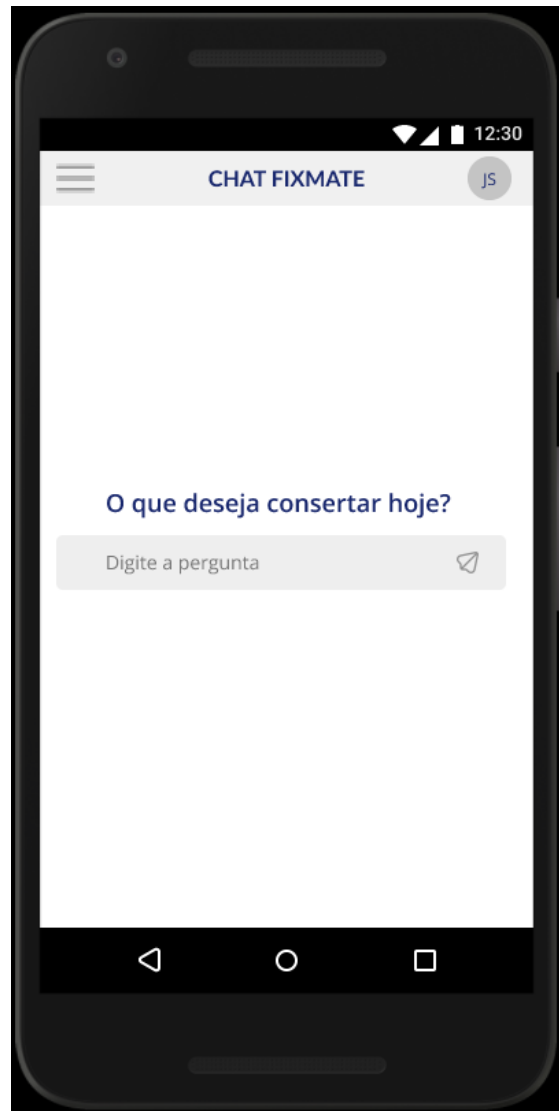 12:30
CHAT FIXMATE
JS
O que deseja consertar hoje?
Digite a pergunta